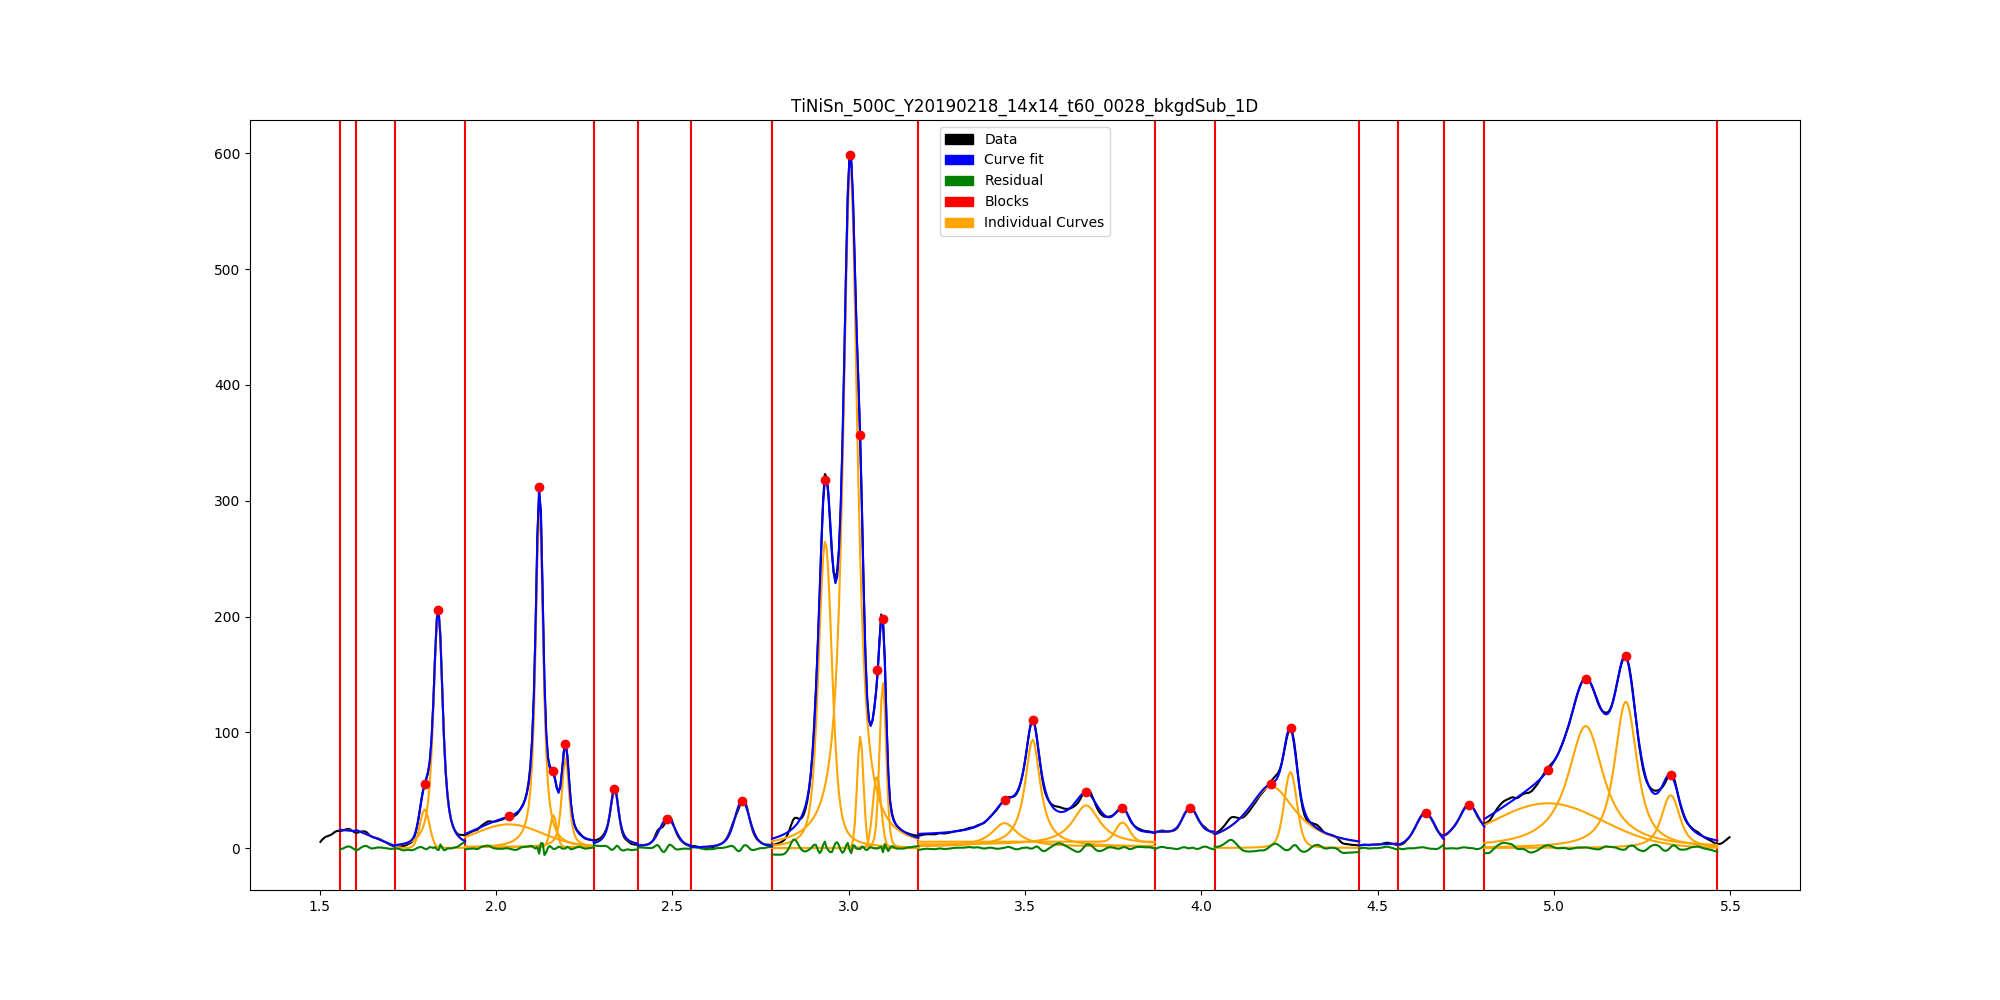 TiNiSn_500C_Y20190218_14x14_t60_0028_bkgdSub_1D
Data
Curve fit
Residual
Blocks
Individual Curves
600
500
400
300
200
100
0
1.5 2.0 2.5 3.0 3.5 4.0 4.5 5.0 5.5